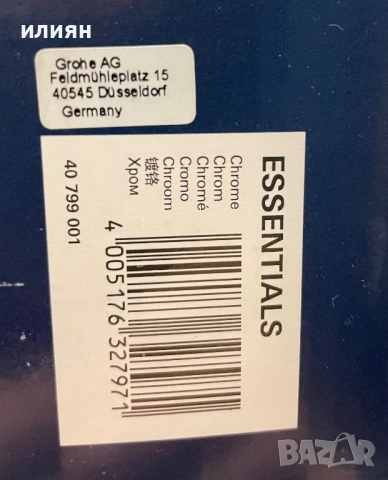 илиян
Grohe AG
Feldmühleplatz 15
40545 Düsseldorf
Germany
ESSENTIALS
Chrome
Chrom
Chromé
Cromo
Chroom
镀铬
Хром
4 005176 327971
40 799 001
BAZAR